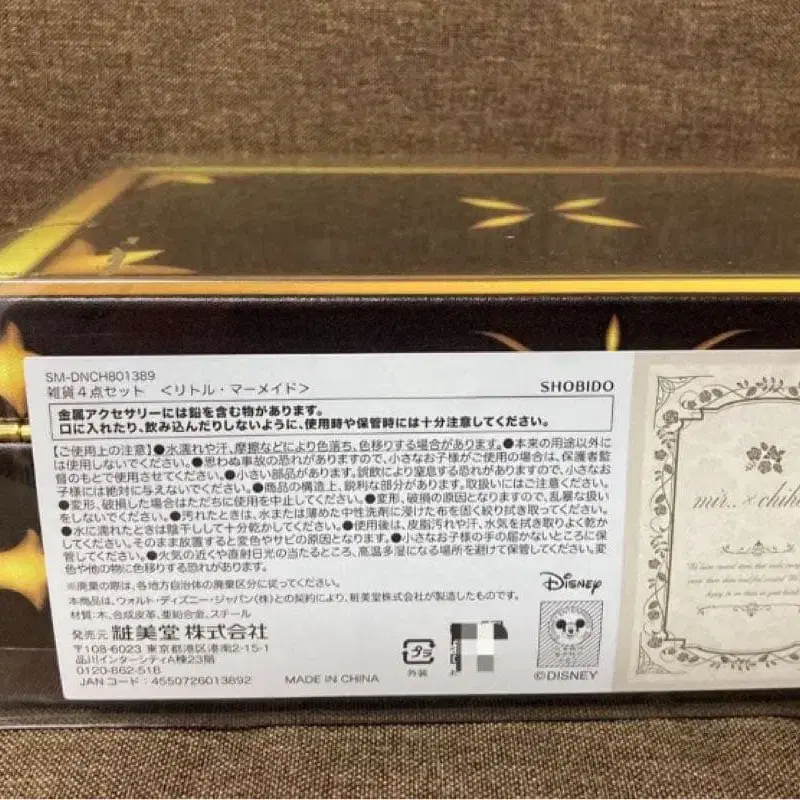 SM-DNCH801389
雑貨4点セット <リトル・マーメイド>
SHOBIDO
金属アクセサリーには鉛を含む物があります。
口に入れたり、飲み込んだりしないように、使用時や保管時には十分注意してください。
【ご使用上の注意】●水濡れや汗、摩擦などにより色落ち、色移りする場合があります。●本来の用途以外に
は使用しないでください。●思わぬ事故の恐れがありますので、小さなお子様がご使用の場合は、保護者監
督のもとで使用させてください。●小さい部品があります。誤飲により窒息する恐れがありますので、小さなお
子様には絶対に与えないでください。●商品の構造上、鋭利な部分があります。取扱いにはご注意ください。
●変形、破損した場合はただちに使用を中止してください。●変形、破損の原因となりますので、乱暴な扱い
をしないでください。●汚れたときは、水または薄めた中性洗剤に浸けた布を固く絞り拭き取ってください。
●水に濡れたときは陰干しして十分乾かしてください。●使用後は、皮脂汚れや汗、水気を拭き取りよく乾か
してください。そのまま放置すると変色やサビの原因となります。●小さなお子様の手の届かないところに保
管してください。●火気の近くや直射日光の当たるところ、高温多湿になる場所を避けて保管してください。変
色や他の物に色移りする恐れがあります。
※廃棄の際は、各地方自治体の廃棄区分に従ってください。
本商品は、ウォルト・ディズニー・ジャパン(株)との契約により、粧美堂株式会社が製造したものです。
材質:木、合成皮革、亜鉛合金、スチール
発売元 粧美堂 株式会社
〒108-6023 東京都港区港南2-15-1
品川インターシティA棟23階
0120-862-518
JANコード:4550726013892
MADE IN CHINA
プラ
外装
Disney
©DISNEY
mir.. × chiho